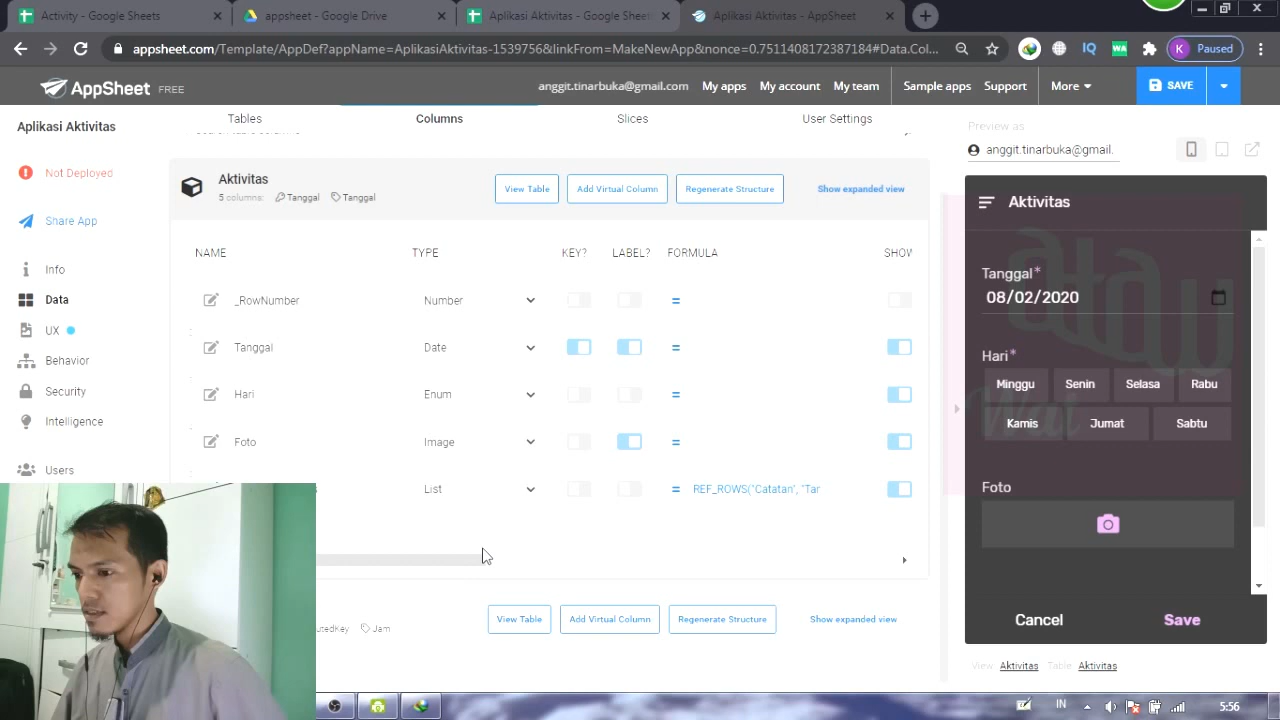 appsheet - Google Sheets
appsheet - Google Drive
Aplikasi Aktivitas - Google Sheets
Aplikasi Aktivitas - AppSheet
appsheet.com/Template/AppDef?appName=AplikasiAktivitas-1539756&linkFrom=MakeNewApp&nonce=0.7511408172387184#Data.Col...
IQ
WA
K
Paused
AppSheet FREE
anggit.tinarbuka@gmail.com
My apps
My account
My team
Sample apps
Support
More
SAVE
Aplikasi Aktivitas
Tables
Columns
Slices
User Settings
Not Deployed
Share App
Info
Data
UX
Behavior
Security
Intelligence
Users
Aktivitas
5 columns: Tanggal Tanggal
View Table
Add Virtual Column
Regenerate Structure
Show expanded view
NAME
TYPE
KEY?
LABEL?
FORMULA
SHOW
_RowNumber
Number
=
Tanggal
Date
=
Hari
Enum
=
Foto
Image
=
List
= REF_ROWS("Catatan", "Tar
View Table
Add Virtual Column
Regenerate Structure
Show expanded view
Jam
Preview as
anggit.tinarbuka@gmail.
Aktivitas
Tanggal*
08/02/2020
Hari*
Minggu
Senin
Selasa
Rabu
Kamis
Jumat
Sabtu
Foto
Cancel
Save
View: Aktivitas Table: Aktivitas
IN
5:56